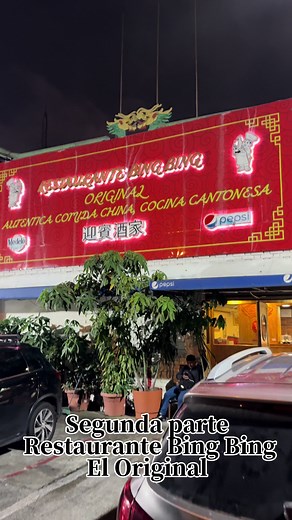 RESTAURANTE BING BING
ORIGINAL
AUTENTICA COMIDA CHINA, COCINA CANTONESA
Modelo
迎賓酒家
pepsi
pepsi
Segunda parte
Restaurante Bing Bing
El Original